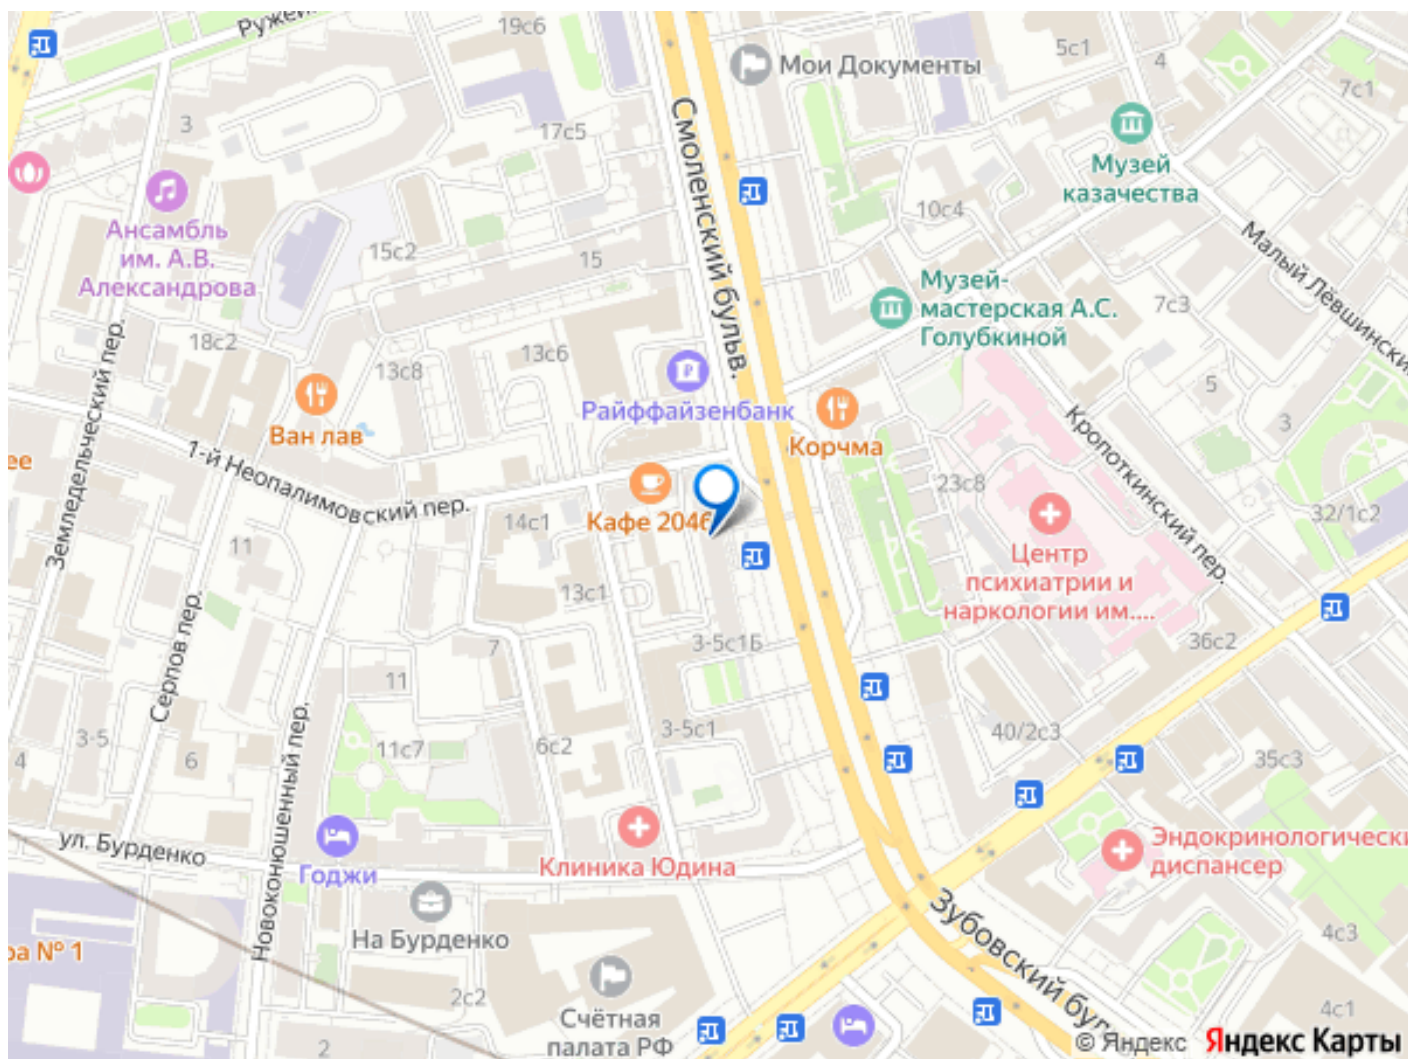 Ружей
19с6
Мои Документы
5с1
4
7с1
3
17с5
Смоленский бульв.
Музей
казачества
10с4
Ансамбль
им. А.В.
Александрова
15с2
15
Малый Лёвшинский
Музей-
мастерская А.С.
Голубкиной
7с3
18с2
13с6
13с8
Земледельческий пер.
5
Райффайзенбанк
3
Ван лав
Корчма
Кропоткинский пер.
ее
1-й Неопалимовский пер.
23с8
14с1
Кафе 2046
32/1с2
11
Центр
психиатрии и
наркологии им....
13с1
Серпов пер.
7
3-5с1Б
36с2
11
3-5
3-5с1
40/2с3
4
6
11с7
6с2
35с3
Новоконюшенный пер.
ул. Бурденко
Годжи
Клиника Юдина
Эндокринологически
диспансер
Зубовский буль
На Бурденко
ра № 1
4с3
2с2
Счётная
палата РФ
4с1
2
© Яндекс Яндекс Карты